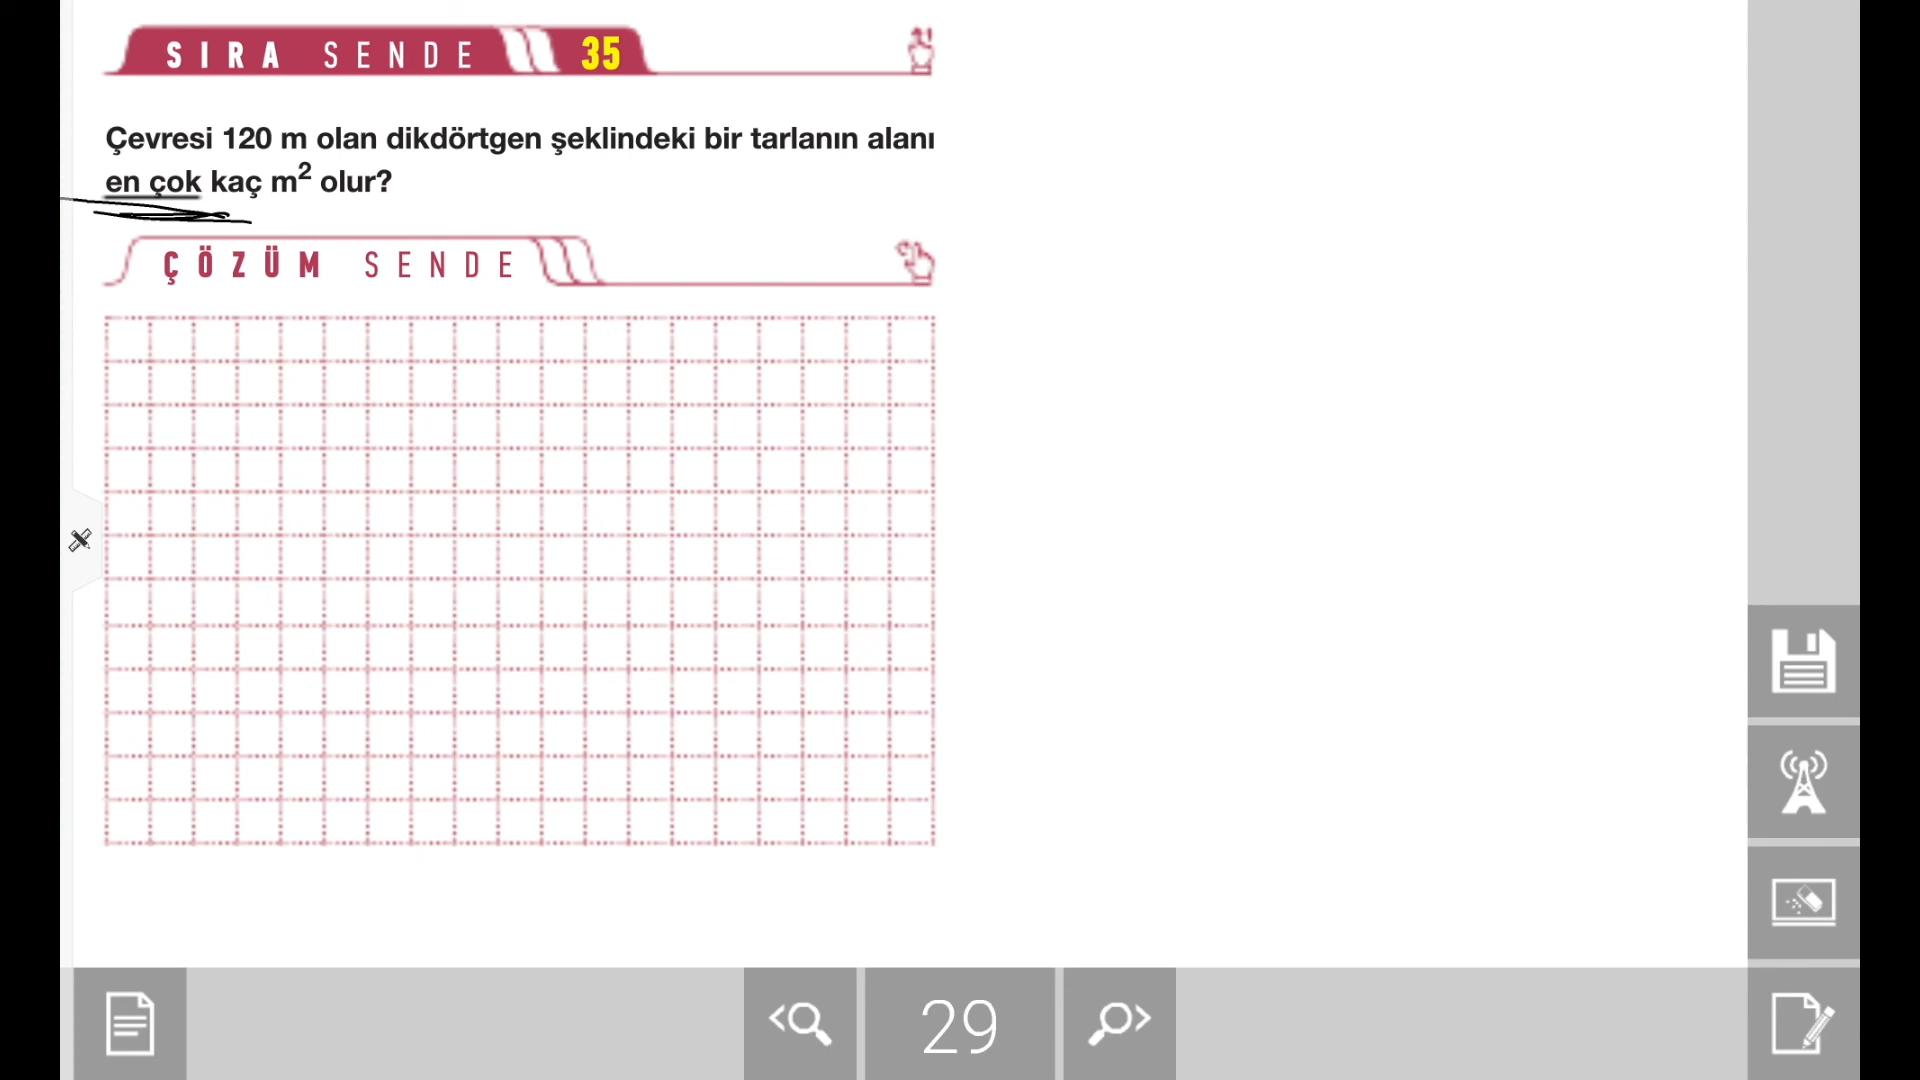 SIRA SENDE 35
Çevresi 120 m olan dikdörtgen şeklindeki bir tarlanın alanı
en çok kaç m² olur?
ÇÖZÜM SENDE
29